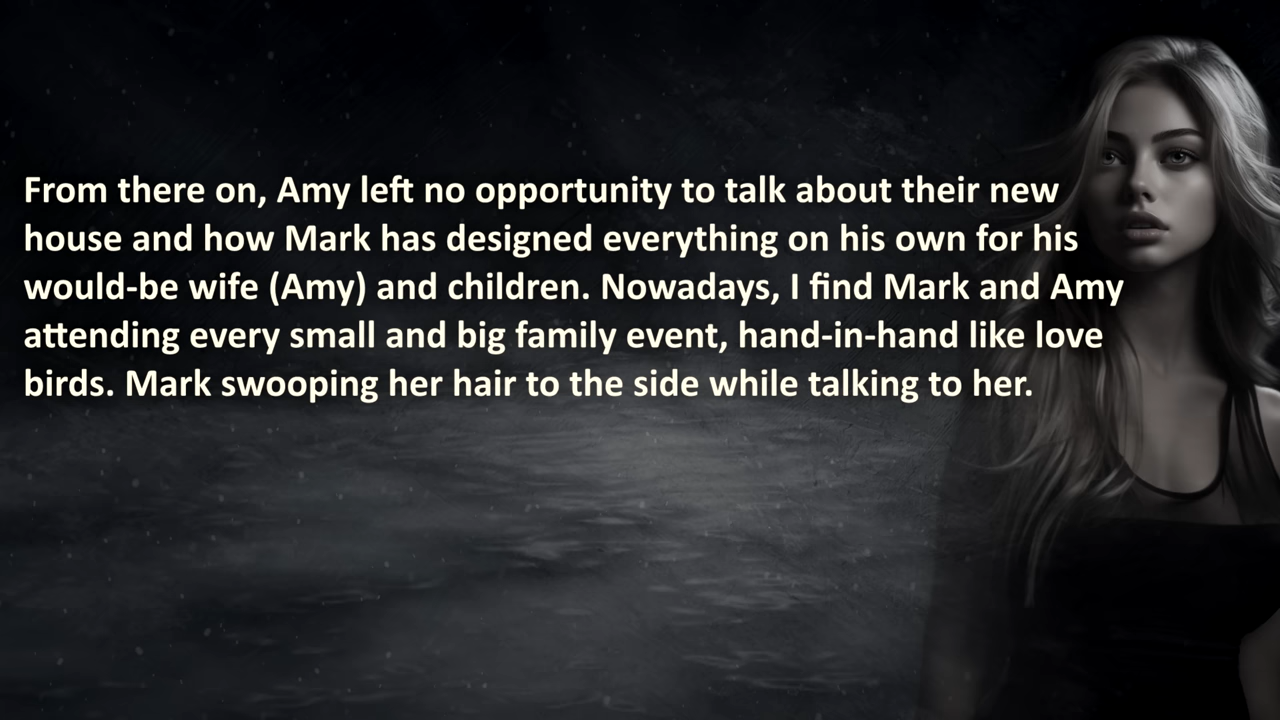 From there on, Amy left no opportunity to talk about their new
house and how Mark has designed everything on his own for his
would-be wife (Amy) and children. Nowadays, I find Mark and Amy
attending every small and big family event, hand-in-hand like love
birds. Mark swooping her hair to the side while talking to her.